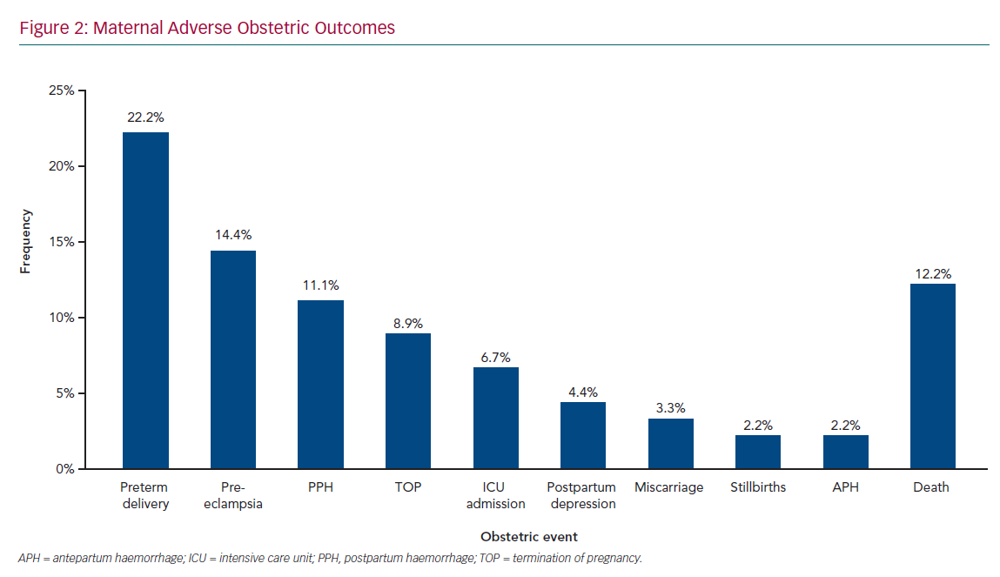 Figure 2: Maternal Adverse Obstetric Outcomes
25%
20%
15%
10%
5%
0%
Frequency
22.2%
14.4%
11.1%
8.9%
6.7%
4.4%
3.3%
2.2%
2.2%
12.2%
Preterm
delivery
Pre-
eclampsia
PPH
TOP
ICU
admission
Postpartum
depression
Miscarriage
Stillbirths
APH
Death
Obstetric event
APH = antepartum haemorrhage; ICU = intensive care unit; PPH, postpartum haemorrhage; TOP = termination of pregnancy.